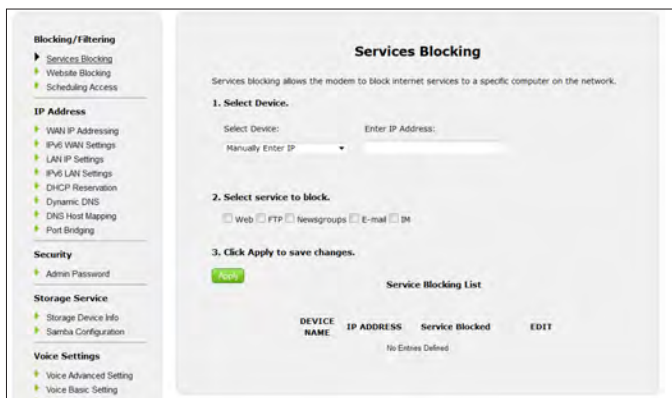 Blocking/Filtering
Services Blocking
Website Blocking
Scheduling Access
IP Address
WAN IP Addressing
IPv6 WAN Settings
LAN IP Settings
IPv6 LAN Settings
DHCP Reservation
Dynamic DNS
DNS Host Mapping
Port Bridging
Security
Admin Password
Storage Service
Storage Device Info
Samba Configuration
Voice Settings
Voice Advanced Setting
Voice Basic Setting
Services Blocking
Services blocking allows the modem to block internet services to a specific computer on the network.
1. Select Device.
Select Device: Enter IP Address:
Manually Enter IP
2. Select service to block.
Web FTP Newsgroups E-mail IM
3. Click Apply to save changes.
Apply
Service Blocking List
DEVICE NAME IP ADDRESS Service Blocked EDIT
No Entries Defined